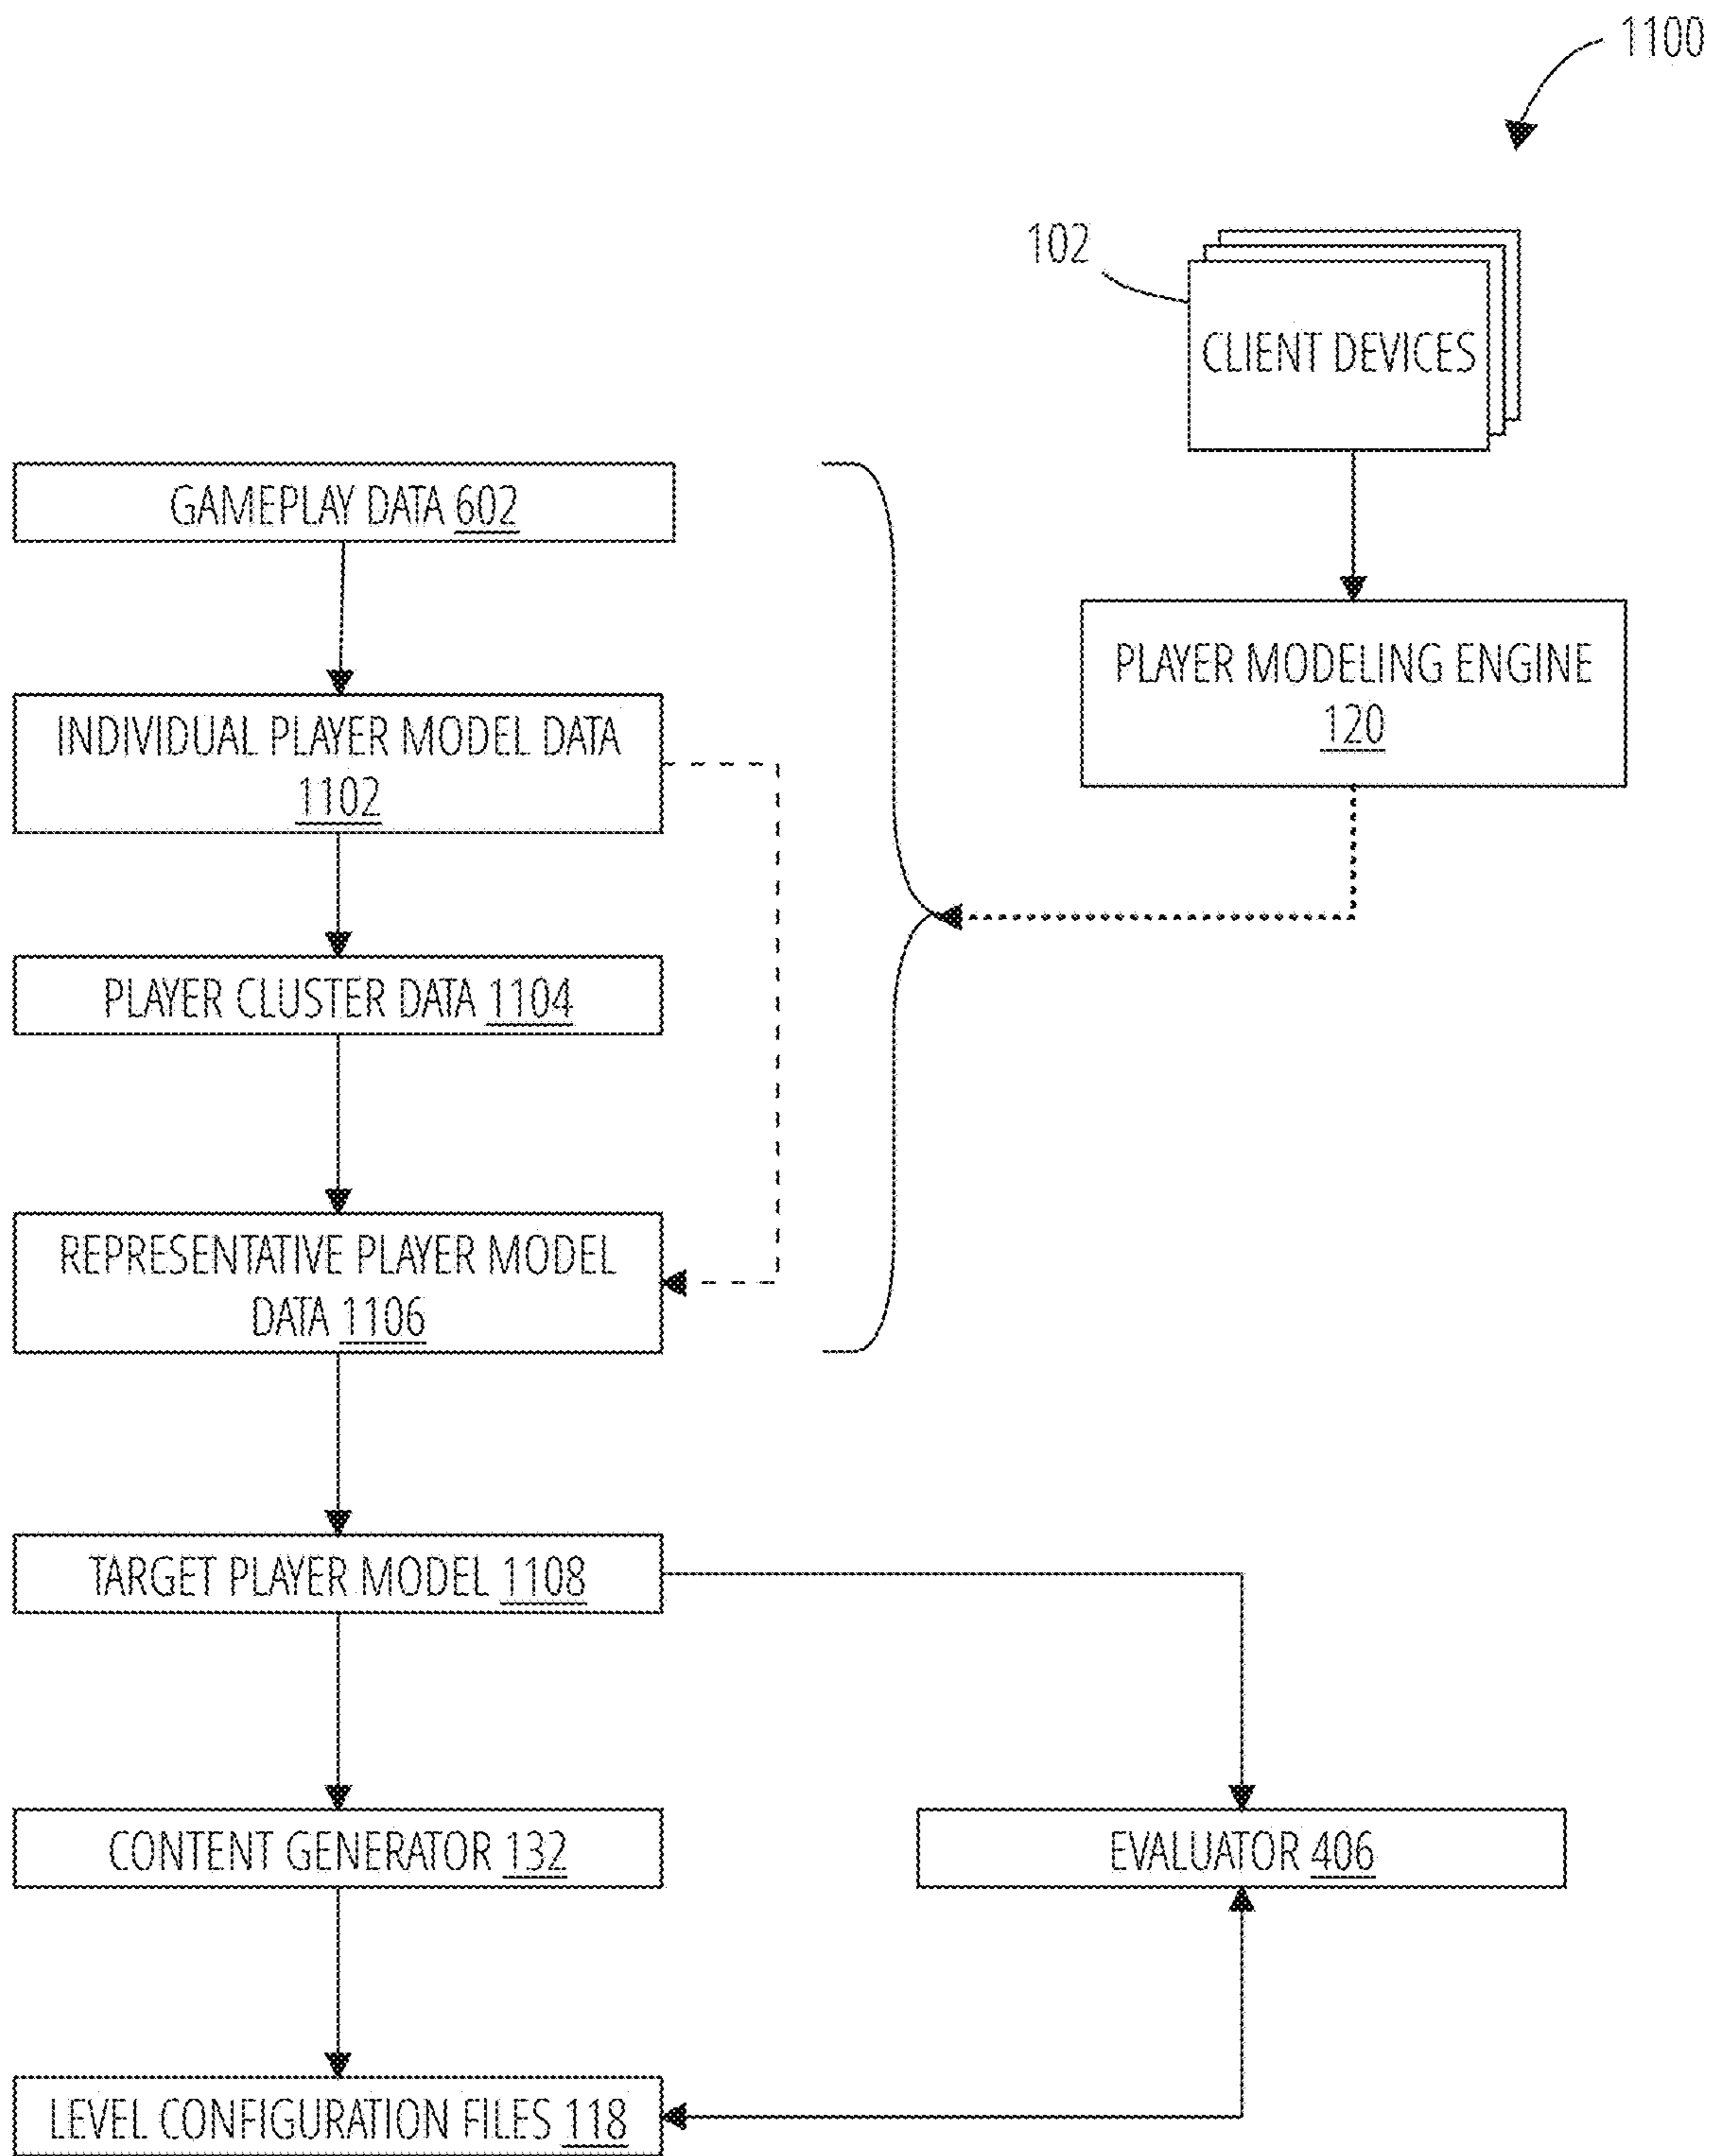 1100
102
CLIENT DEVICES
GAMEPLAY DATA 602
PLAYER MODELING ENGINE
120
INDIVIDUAL PLAYER MODEL DATA
1102
PLAYER CLUSTER DATA 1104
REPRESENTATIVE PLAYER MODEL
DATA 1106
TARGET PLAYER MODEL 1108
CONTENT GENERATOR 132
EVALUATOR 406
LEVEL CONFIGURATION FILES 118